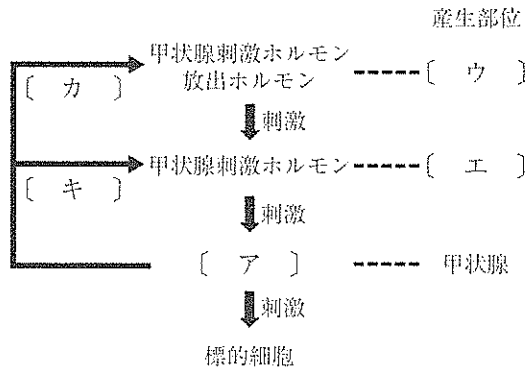 産生部位
甲状腺刺激ホルモン
放出ホルモン
〔 ウ 〕
〔 カ 〕
刺激
甲状腺刺激ホルモン
〔 エ 〕
〔 キ 〕
刺激
〔 ア 〕
甲状腺
刺激
標的細胞